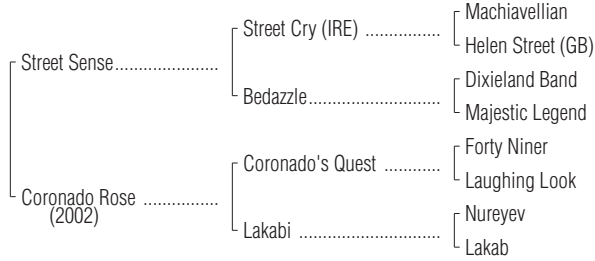 Machiavellian
Street Cry (IRE) ..................
Helen Street (GB)
Street Sense.........................
Dixieland Band
Bedazzle................................
Majestic Legend
Forty Niner
Coronado's Quest .............
Laughing Look
Coronado Rose ..................
(2002)
Nureyev
Lakabi ..................................
Lakab